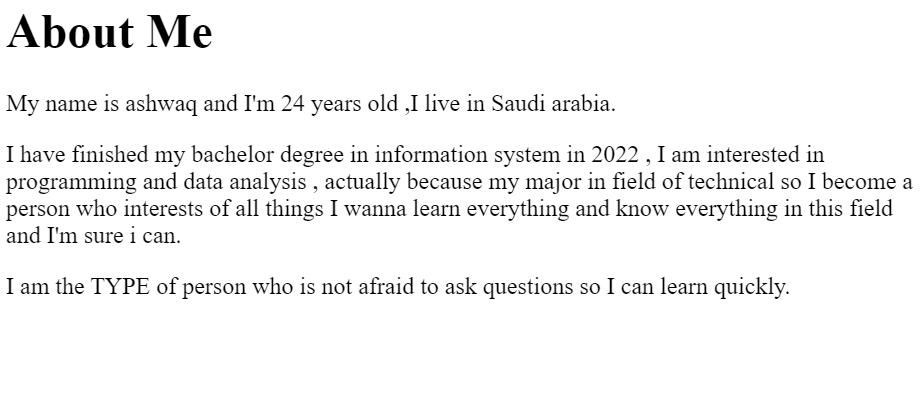 About Me
My name is ashwaq and I'm 24 years old ,I live in Saudi arabia.
I have finished my bachelor degree in information system in 2022 , I am interested in
programming and data analysis , actually because my major in field of technical so I become a
person who interests of all things I wanna learn everything and know everything in this field
and I'm sure i can.
I am the TYPE of person who is not afraid to ask questions so I can learn quickly.